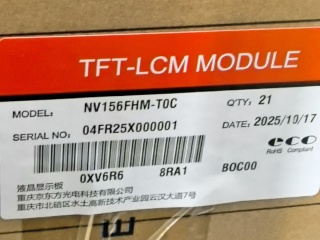 TFT-LCM MODULE
MODEL: NV156FHM-T0C Q'TY: 21
SERIAL NO: 04FR25X000001 DATE: 2025/10/17
eco
RoHS Compliant
0XV6R6 8RA1 BOC00
液晶显示板
重庆京东方光电科技有限公司
重庆市北碚区水土高新技术产业园云汉大道7号